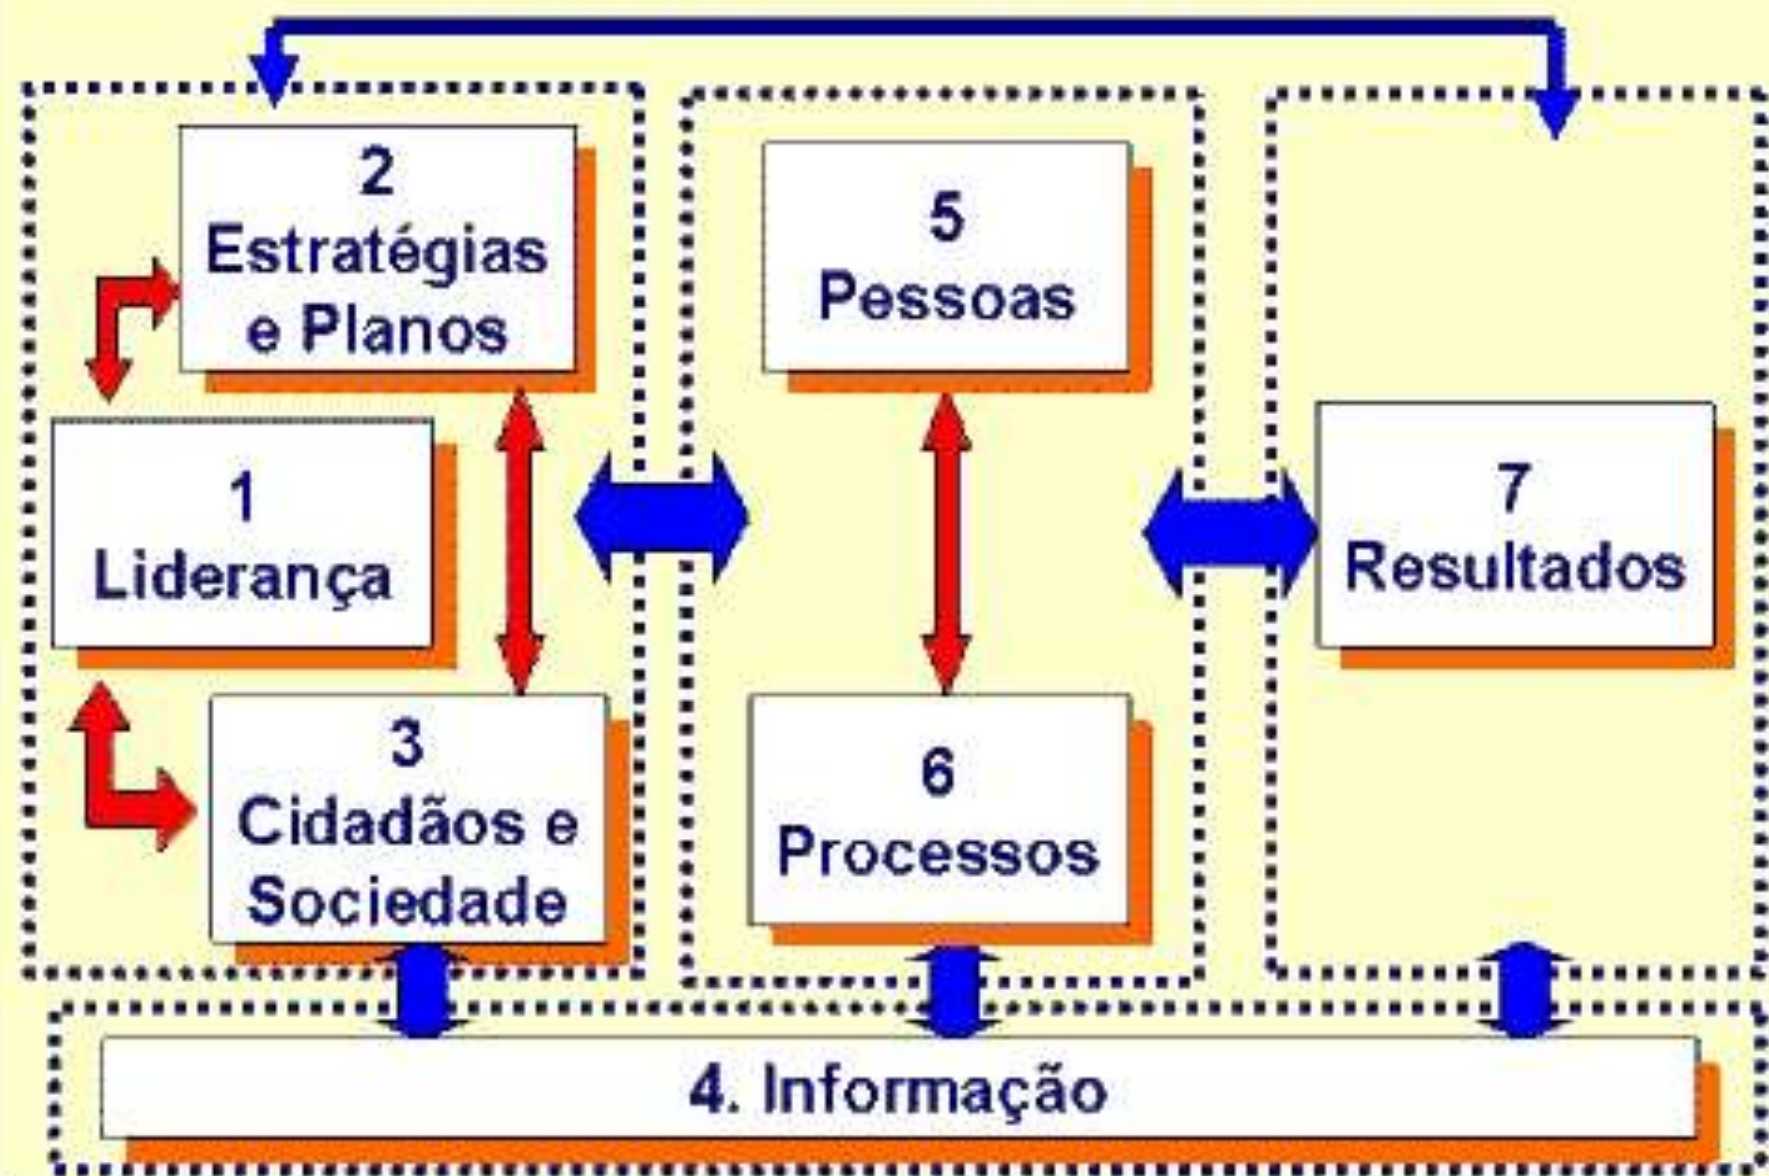 2
Estratégias
e Planos
1
Liderança
3
Cidadãos e
Sociedade
5
Pessoas
6
Processos
7
Resultados
4. Informação